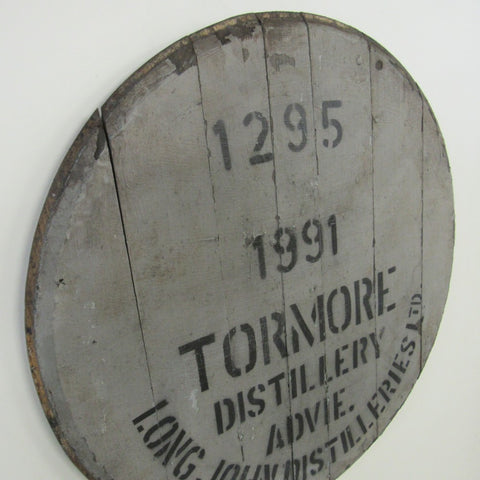 1295
1991
TORMORE
DISTILLERY
ADVIE.
LONG JOHN DISTILLERIES LTD